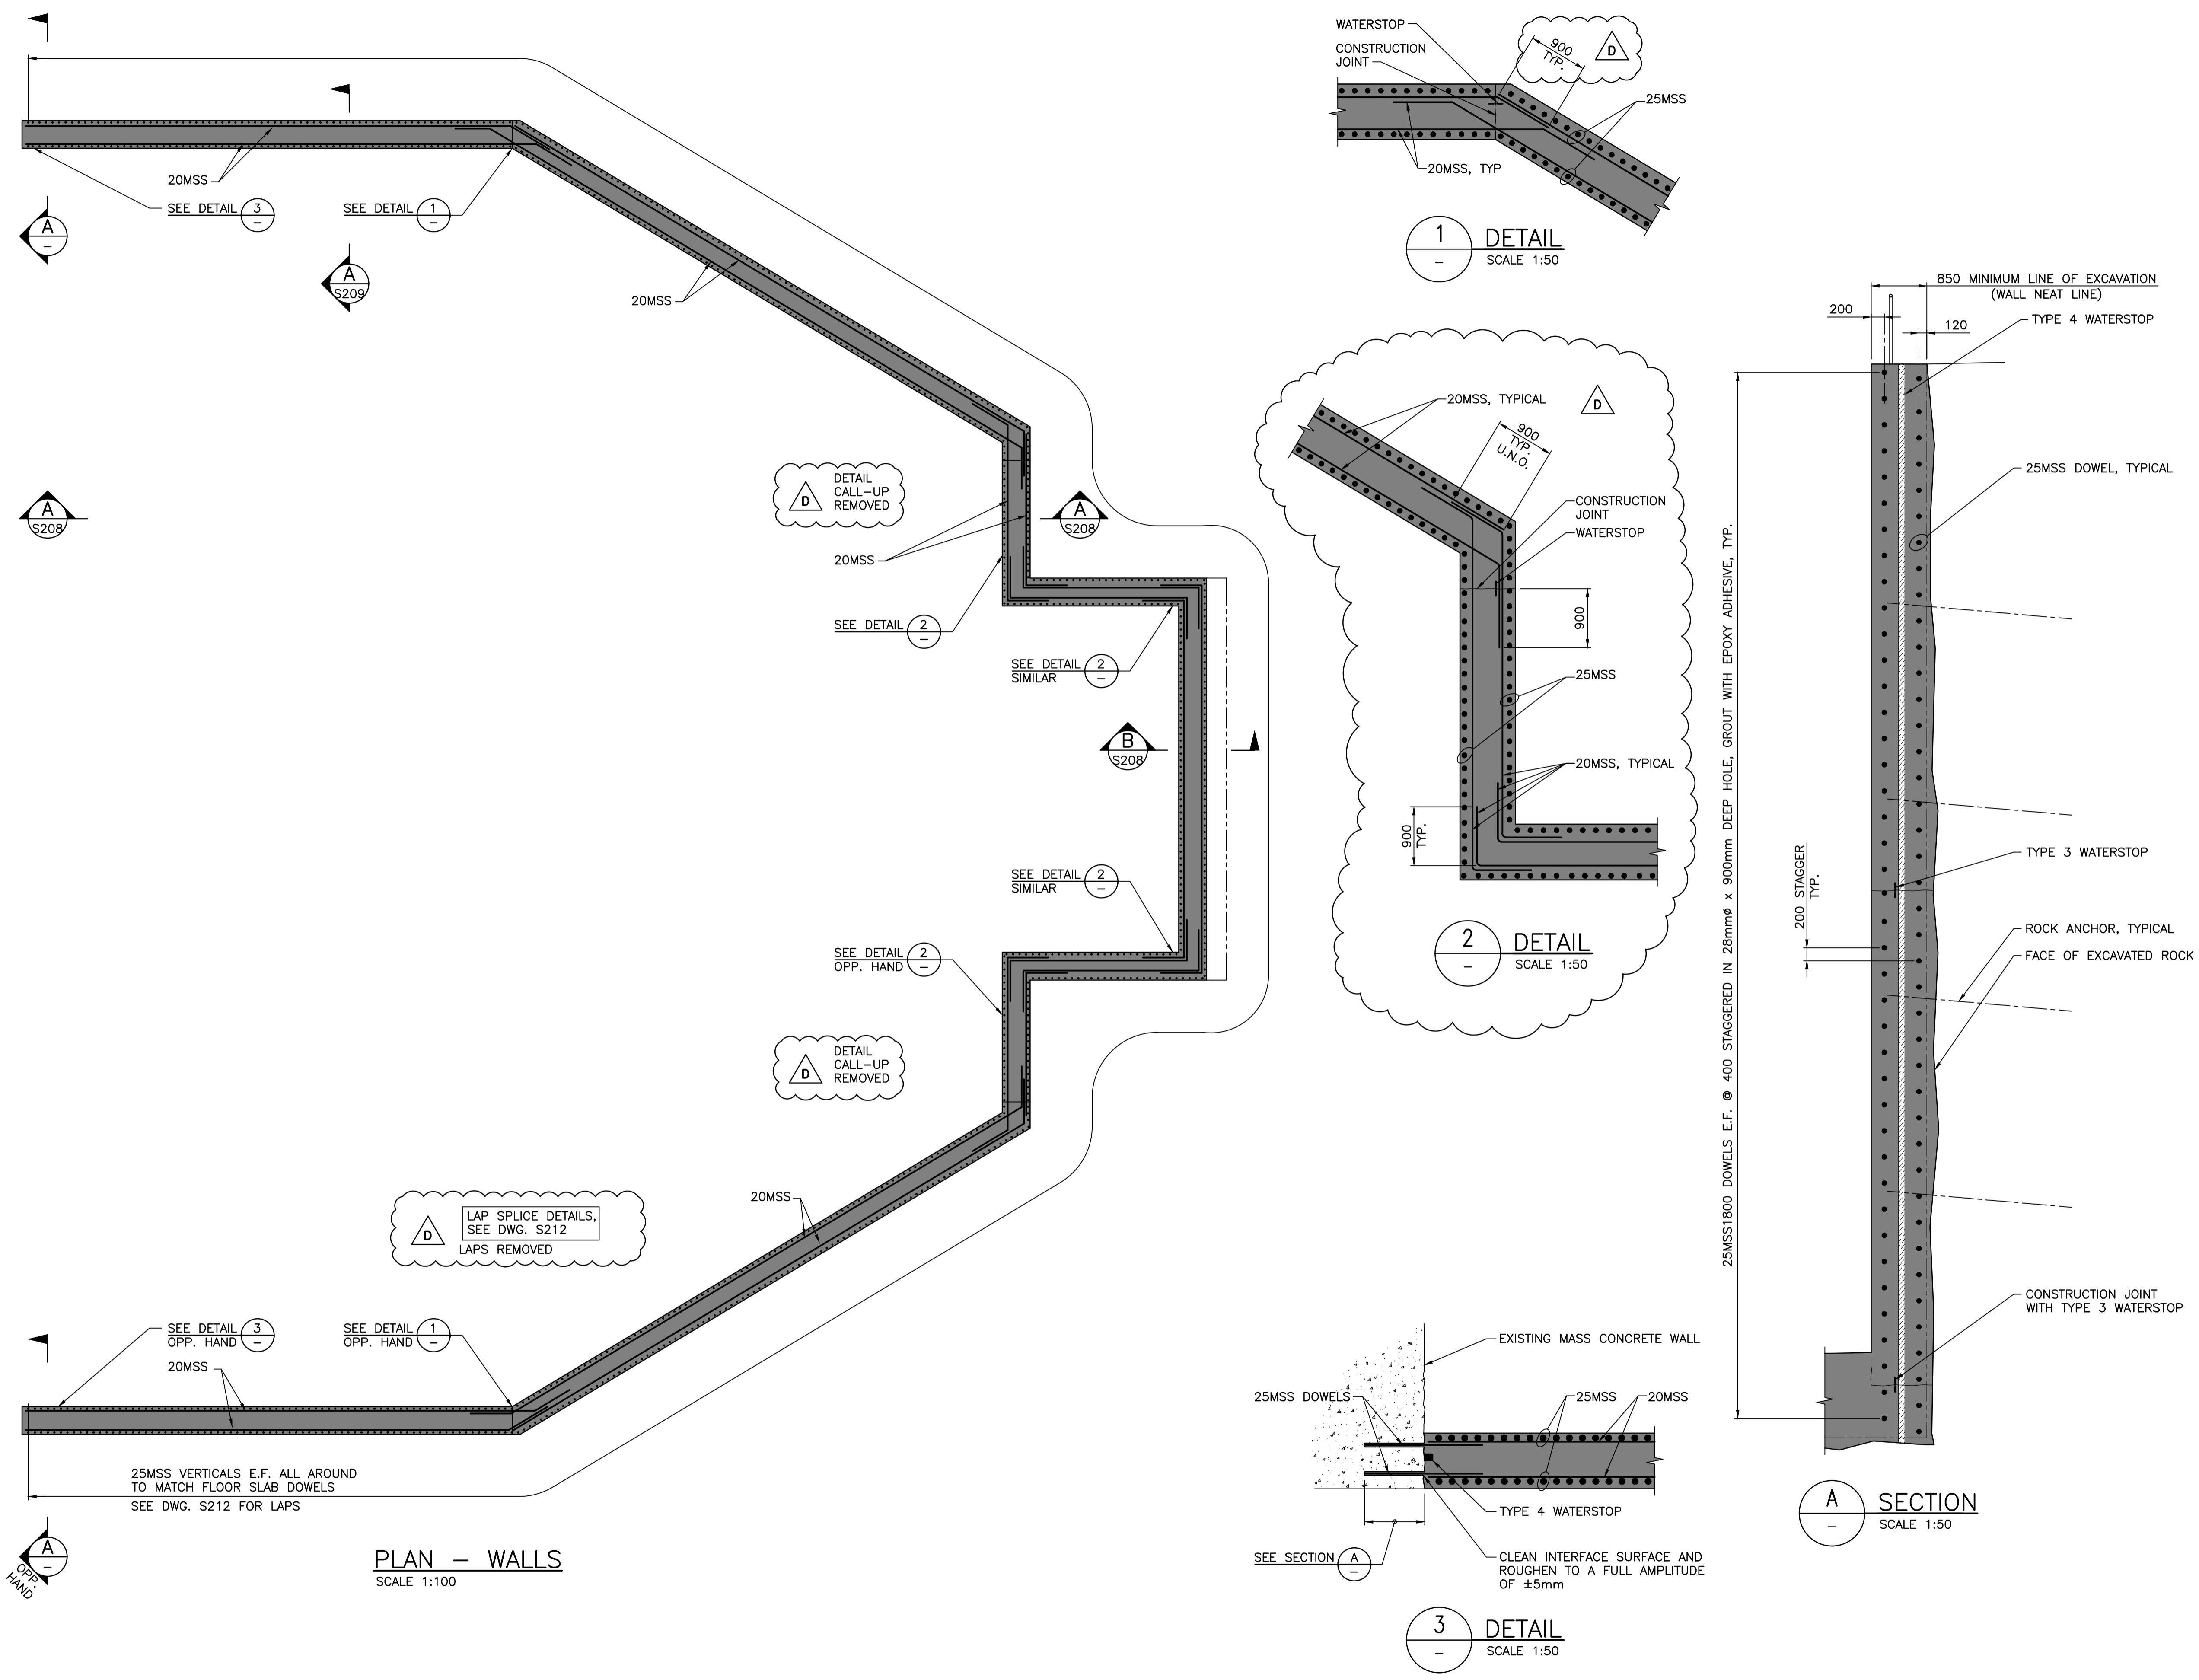 20MSS
SEE DETAIL 3
–
SEE DETAIL 1
–
A
–
A
S209
20MSS
A
S208
D
DETAIL
CALL-UP
REMOVED
20MSS
A
S208
SEE DETAIL 2
–
SEE DETAIL 2
SIMILAR –
B
S208
SEE DETAIL 2
SIMILAR –
SEE DETAIL 2
OPP. HAND –
D
DETAIL
CALL-UP
REMOVED
20MSS
D
LAP SPLICE DETAILS,
SEE DWG. S212
LAPS REMOVED
SEE DETAIL 3
OPP. HAND –
SEE DETAIL 1
OPP. HAND –
20MSS
25MSS VERTICALS E.F. ALL AROUND
TO MATCH FLOOR SLAB DOWELS
SEE DWG. S212 FOR LAPS
A
–
OPP.
HAND
PLAN – WALLS
SCALE 1:100
WATERSTOP
CONSTRUCTION
JOINT
900
TYP.
D
25MSS
20MSS, TYP
1
–
DETAIL
SCALE 1:50
20MSS, TYPICAL
D
900
TYP.
U.N.O.
CONSTRUCTION
JOINT
WATERSTOP
900
25MSS
20MSS, TYPICAL
900
TYP.
2
–
DETAIL
SCALE 1:50
EXISTING MASS CONCRETE WALL
25MSS DOWELS
25MSS
20MSS
TYPE 4 WATERSTOP
SEE SECTION A
–
CLEAN INTERFACE SURFACE AND
ROUGHEN TO A FULL AMPLITUDE
OF ±5mm
3
–
DETAIL
SCALE 1:50
850 MINIMUM LINE OF EXCAVATION
(WALL NEAT LINE)
200
120
TYPE 4 WATERSTOP
25MSS DOWEL, TYPICAL
25MSS1800 DOWELS E.F. @ 400 STAGGERED IN 28mmø x 900mm DEEP HOLE, GROUT WITH EPOXY ADHESIVE, TYP.
200 STAGGER
TYP.
TYPE 3 WATERSTOP
ROCK ANCHOR, TYPICAL
FACE OF EXCAVATED ROCK
CONSTRUCTION JOINT
WITH TYPE 3 WATERSTOP
A
–
SECTION
SCALE 1:50